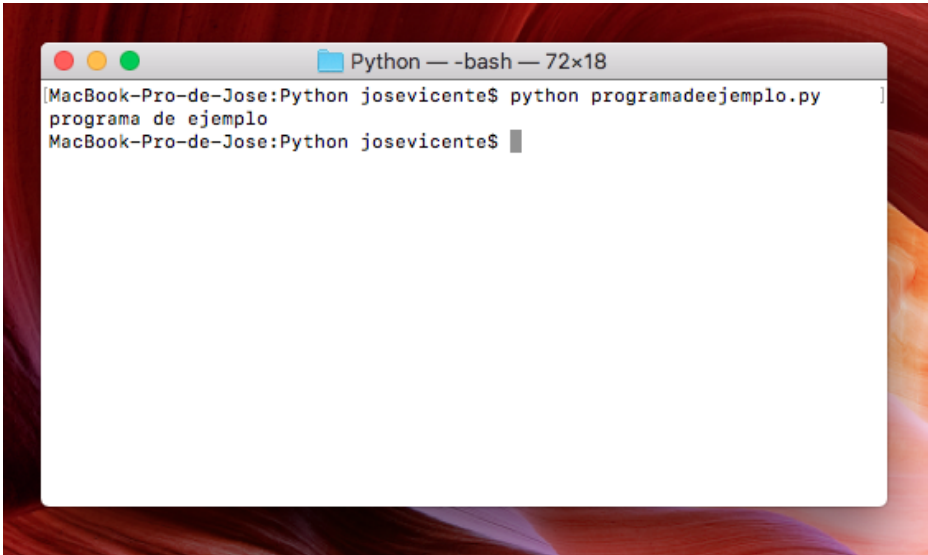 Python — -bash — 72×18
[MacBook-Pro-de-Jose:Python josevicente$ python programadeejemplo.py ]
programa de ejemplo
MacBook-Pro-de-Jose:Python josevicente$